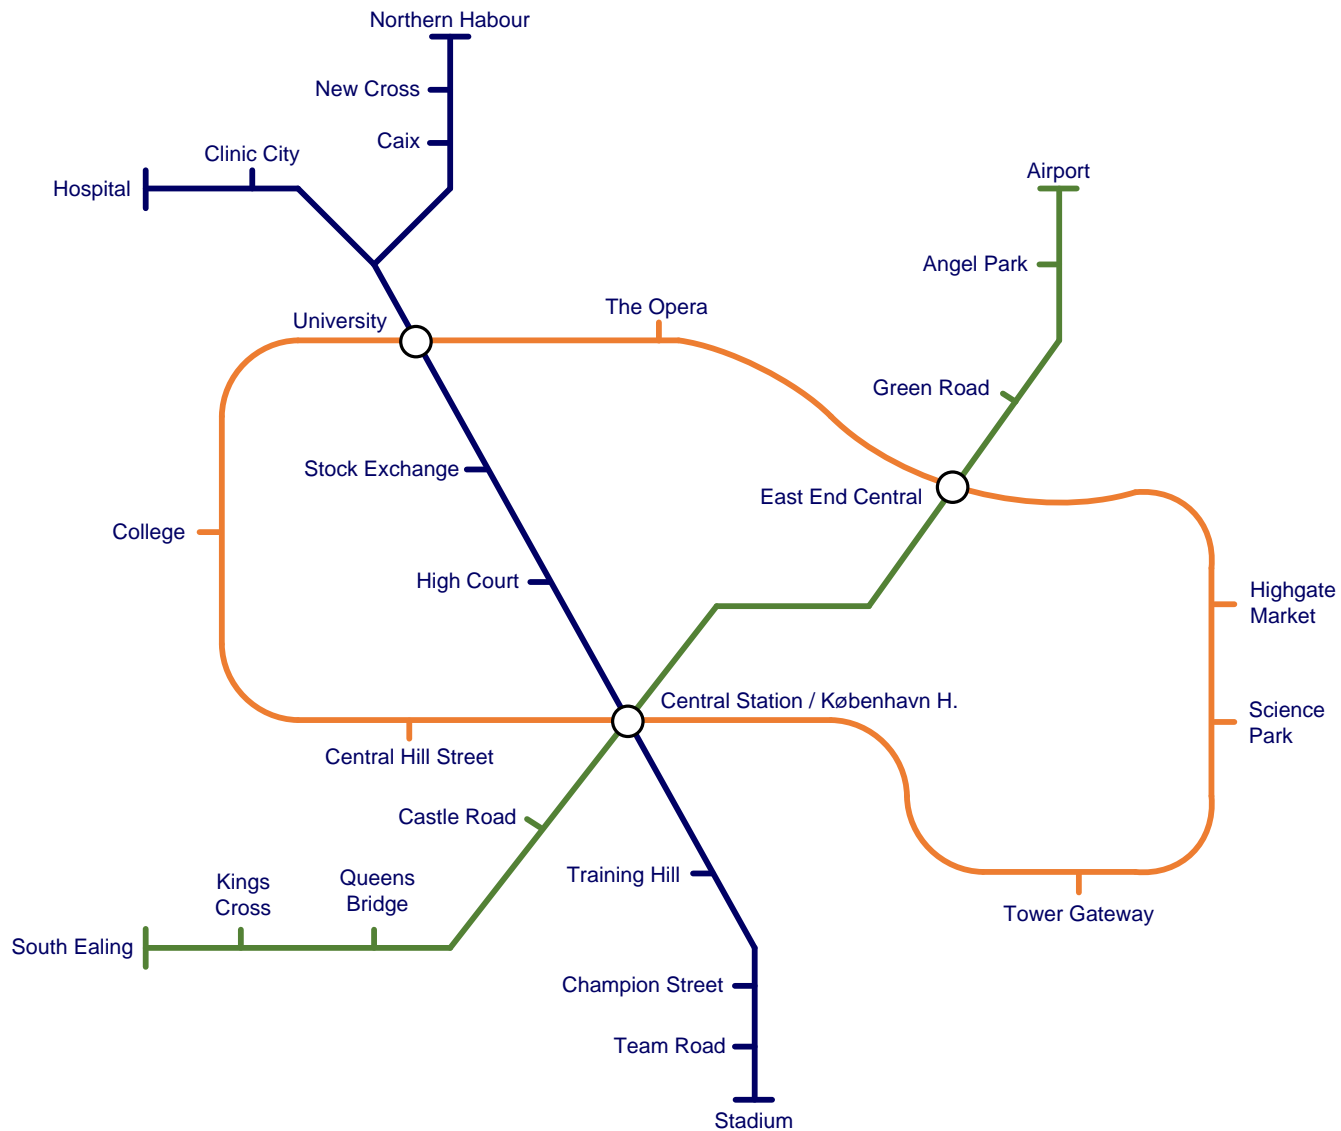 Northern Habour
New Cross
Caix
Clinic City
Hospital
Airport
Angel Park
The Opera
University
Green Road
Stock Exchange
East End Central
College
High Court
Highgate
Market
Central Station / København H.
Science
Park
Central Hill Street
Castle Road
Training Hill
Queens
Bridge
Kings
Cross
Tower Gateway
South Ealing
Champion Street
Team Road
Stadium